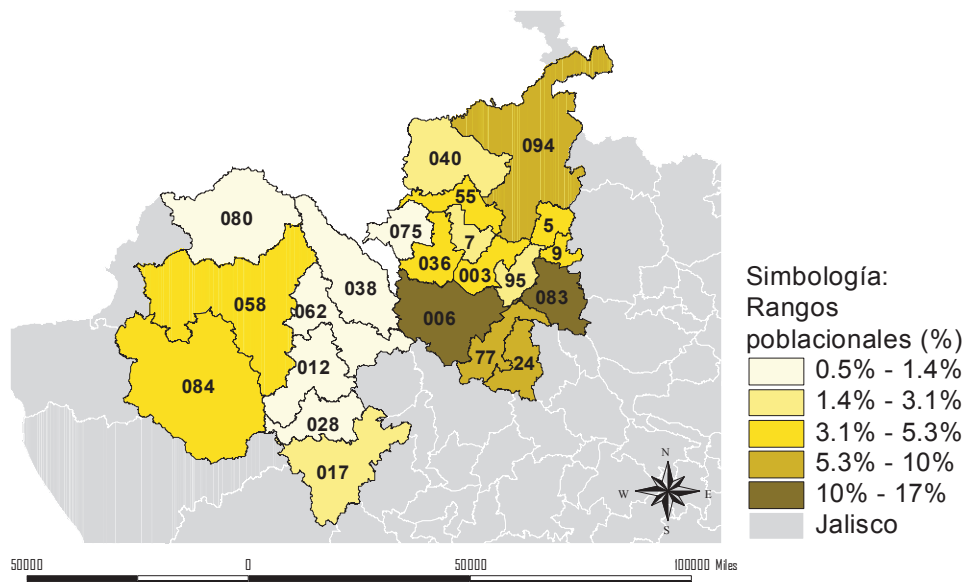 094
040
55
080
075
7
5
9
036
003
95
058
038
083
062
006
77
24
012
084
028
017
Simbología:
Rangos
poblacionales (%)
0.5% - 1.4%
1.4% - 3.1%
3.1% - 5.3%
5.3% - 10%
10% - 17%
Jalisco
N
W
E
S
50000
0
50000
100000 Miles